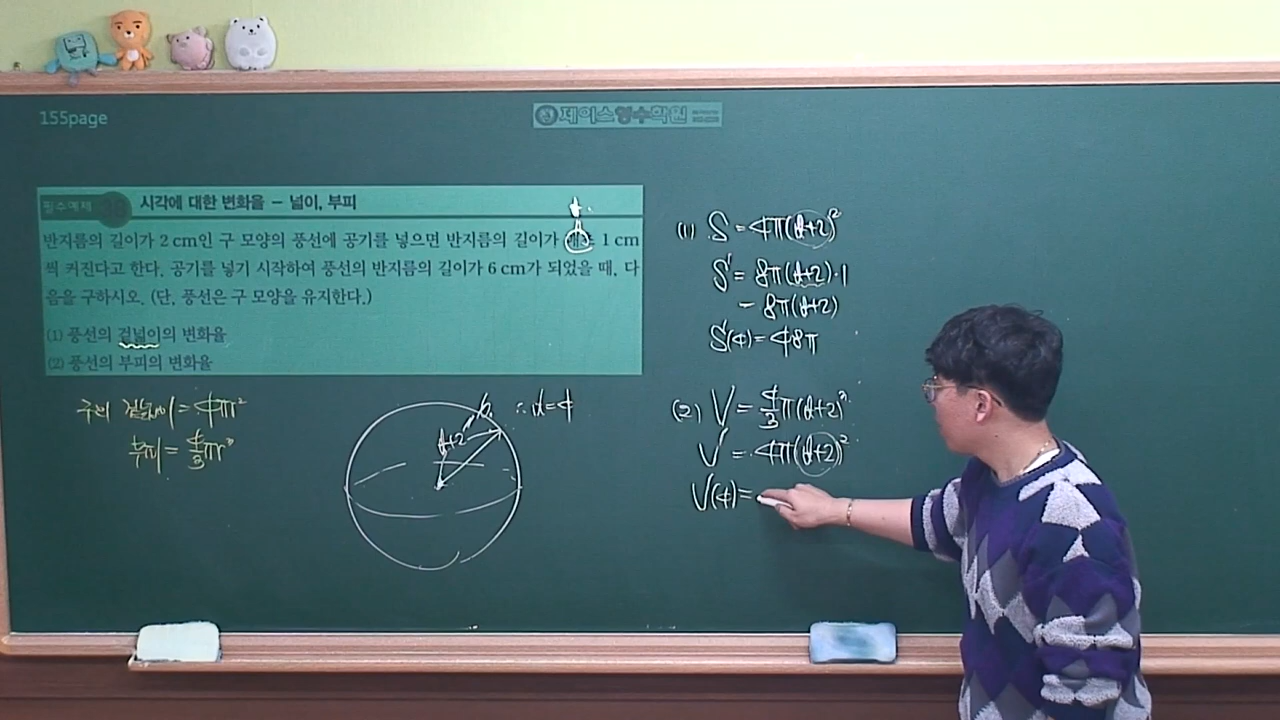 155page
제이스영수학원
필수예제
시각에 대한 변화율 – 넓이, 부피
t.
반지름의 길이가 2 cm인 구 모양의 풍선에 공기를 넣으면 반지름의 길이가 매초 1 cm
씩 커진다고 한다. 공기를 넣기 시작하여 풍선의 반지름의 길이가 6 cm가 되었을 때, 다
음을 구하시오. (단, 풍선은 구 모양을 유지한다.)
(1) 풍선의 겉넓이의 변화율
(2) 풍선의 부피의 변화율
구의 겉넓이 = 4πr²
부피 = 4/3 πr³
t+2 = 6. ∴ t = 4
(1) S = 4π(t+2)²
S' = 8π(t+2)·1
= 8π(t+2)
S'(4) = 48π
(2) V = 4/3 π(t+2)³
V' = 4π(t+2)²
V'(4) =